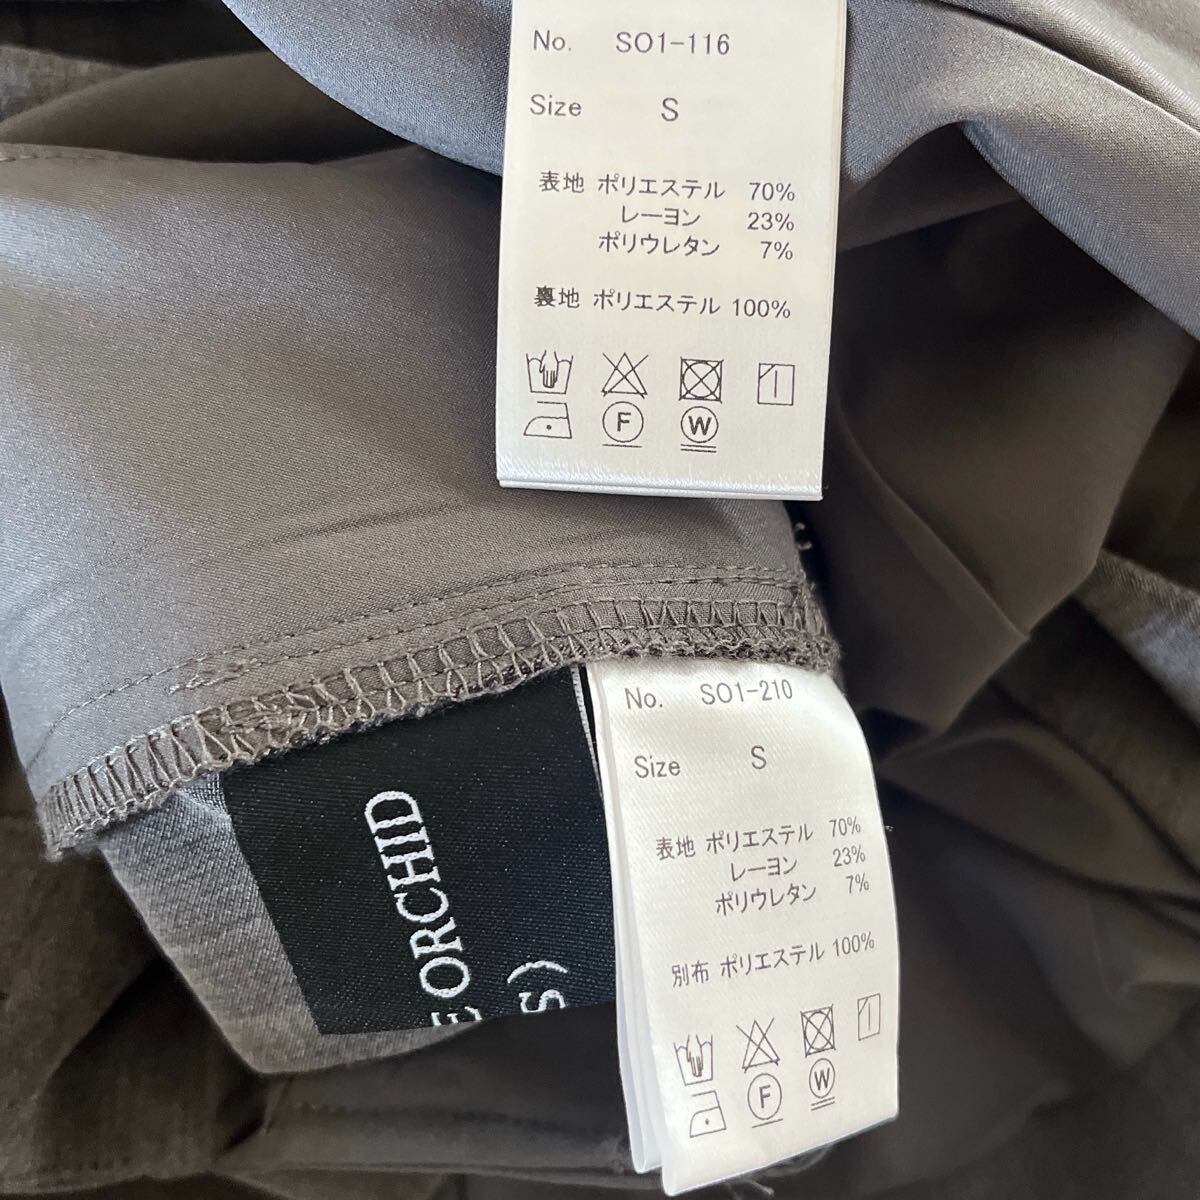 No. SO1-116
Size S
表地 ポリエステル 70%
レーヨン 23%
ポリウレタン 7%
裏地 ポリエステル 100%
F W
No. SO1-210
Size S
表地 ポリエステル 70%
レーヨン 23%
ポリウレタン 7%
別布 ポリエステル 100%
F W
ORCHID
S)